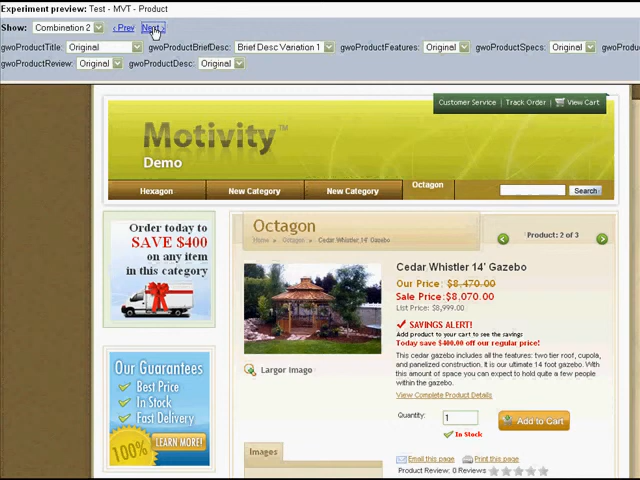 Experiment preview: Test - MVT - Product
Show: Combination 2 < Prev Next >
gwoProductTitle: Original gwoProductBriefDesc: Brief Desc Variation 1 gwoProductFeatures: Original gwoProductSpecs: Original gwoProdu
gwoProductReview: Original gwoProductDesc: Original
Customer Service | Track Order | View Cart
Motivity™
Demo
Hexagon New Category New Category Octagon Search
Order today to
SAVE $400
on any item
in this category
Octagon
Home » Octagon » Cedar Whistler 14' Gazebo
Product: 2 of 3
Cedar Whistler 14' Gazebo
Our Price: $8,470.00
Sale Price:$8,070.00
List Price: $8,999.00
SAVINGS ALERT!
Add product to your cart to see the savings
Today save $400.00 off our regular price!
This cedar gazebo includes all the features: two tier roof, cupola,
and panelized construction. It is our ultimate 14 foot gazebo. With
this amount of space you can expect to hold quite a few people
within the gazebo.
View Complete Product Details
Larger Image
Quantity: 1 Add to Cart
In Stock
Images
Email this page Print this page
Product Review: 0 Reviews
Our Guarantees
Best Price
In Stock
Fast Delivery
100% LEARN MORE!